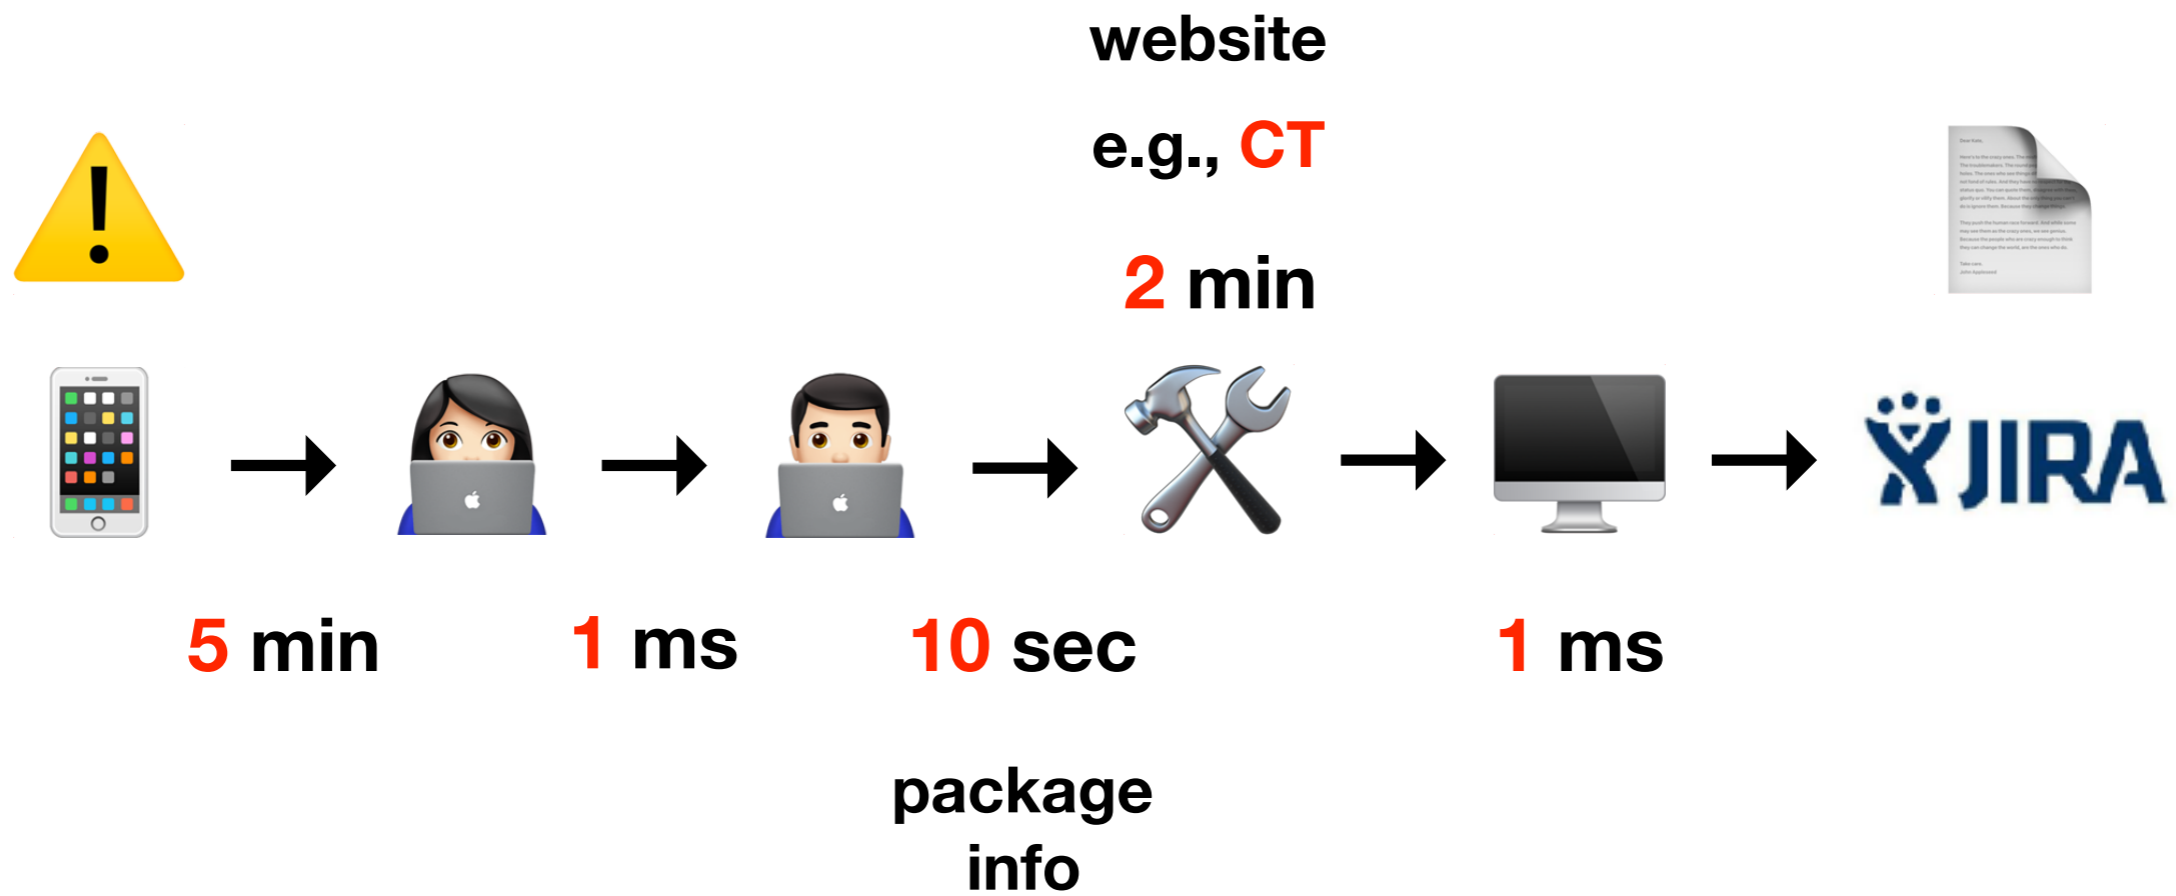 website
e.g., CT
2 min
JIRA
5 min
1 ms
10 sec
1 ms
package
info